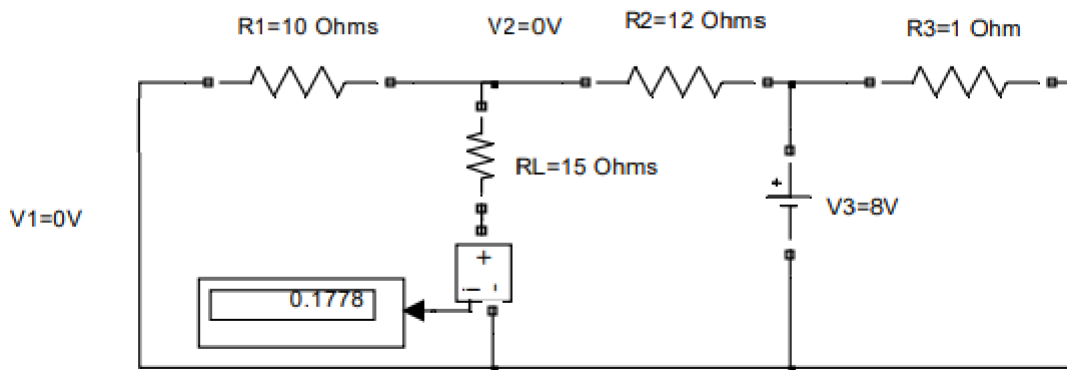 R1=10 Ohms
V2=0V
R2=12 Ohms
R3=1 Ohm
RL=15 Ohms
V1=0V
+
V3=8V
+
-
-
0.1778